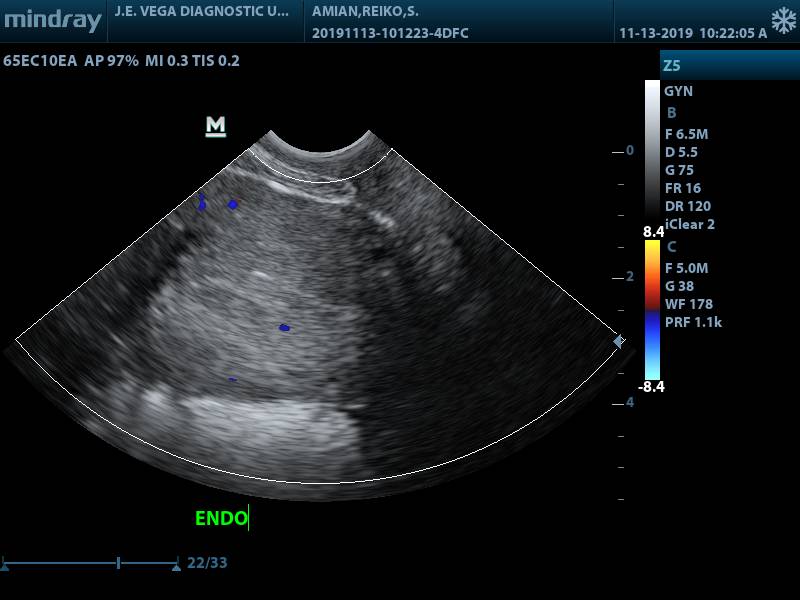 mindray
J.E. VEGA DIAGNOSTIC U...
AMIAN,REIKO,S.
20191113-101223-4DFC
11-13-2019 10:22:05 A
65EC10EA AP 97% MI 0.3 TIS 0.2
Z5
GYN
B
F 6.5M
D 5.5
G 75
FR 16
DR 120
iClear 2
8.4
C
F 5.0M
G 38
WF 178
PRF 1.1k
-8.4
M
0
2
4
ENDO
22/33